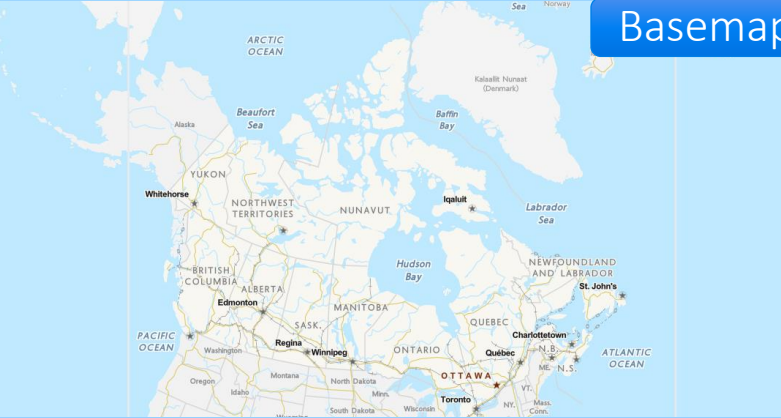 Sea
Norway
Basemap
ARCTIC
OCEAN
Kalaallit Nunaat
(Denmark)
Beaufort
Sea
Baffin
Bay
Alaska
YUKON
Whitehorse
NORTHWEST
TERRITORIES
NUNAVUT
Iqaluit
Labrador
Sea
Hudson
Bay
NEWFOUNDLAND
AND LABRADOR
BRITISH
COLUMBIA
ALBERTA
St. John's
Edmonton
MANITOBA
SASK.
QUÉBEC
PACIFIC
OCEAN
Charlottetown
Washington
Regina
Winnipeg
ONTARIO
Québec
N.B.
ATLANTIC
OCEAN
ME.
N.S.
Montana
North Dakota
OTTAWA
Oregon
Idaho
Minn.
VT.
Toronto
NY.
Mass.
Conn.
South Dakota
Wisconsin
Wyoming